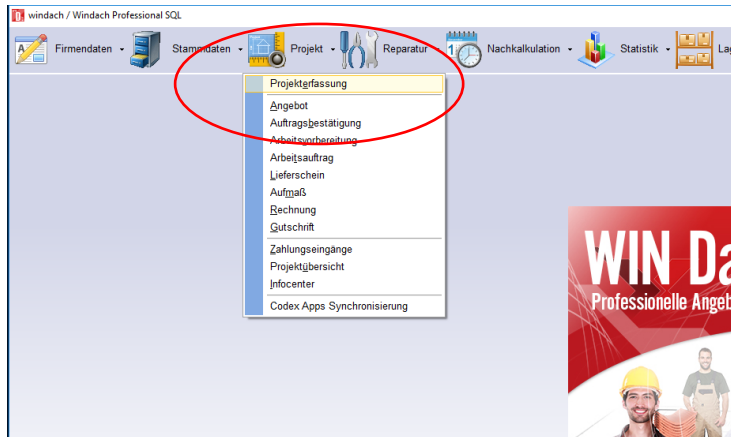 windach / Windach Professional SQL
Firmendaten
Stammdaten
Projekt
Reparatur
Nachkalkulation
Statistik
Projekterfassung
Angebot
Auftragsbestätigung
Arbeitsvorbereitung
Arbeitsauftrag
Lieferschein
Aufmaß
Rechnung
Gutschrift
Zahlungseingänge
Projektübersicht
Infocenter
Codex Apps Synchronisierung
WIN Da
Professionelle Angeb